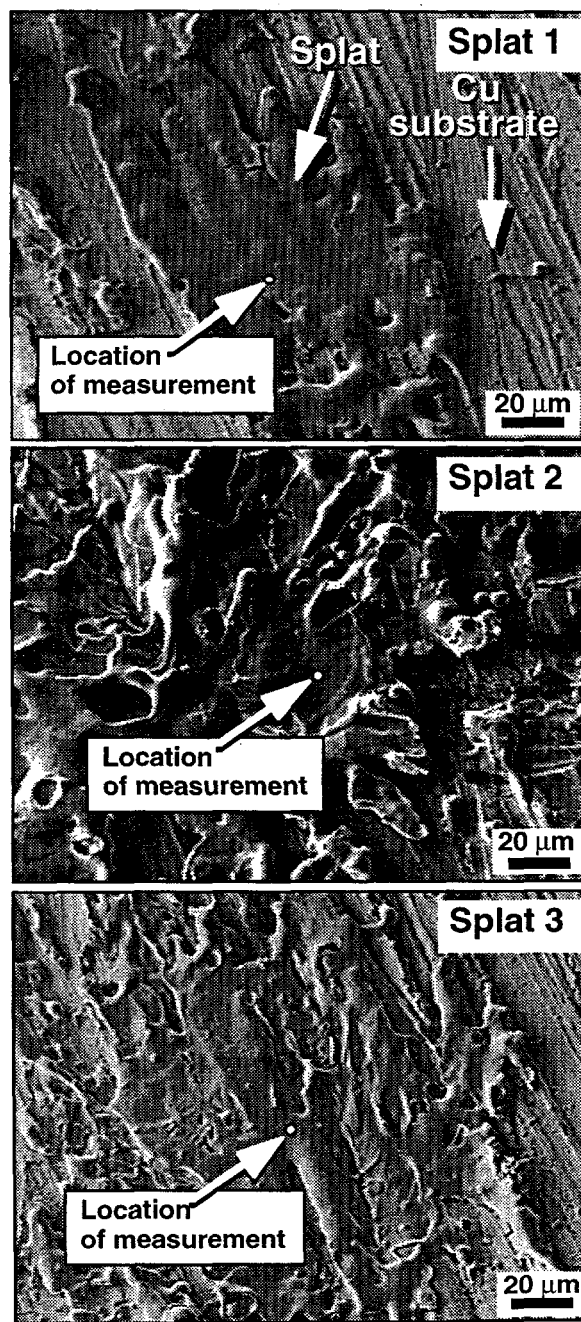 Splat 1
Splat
Cu
substrate
Location
of measurement
20 µm
Splat 2
Location
of measurement
20 µm
Splat 3
Location
of measurement
20 µm